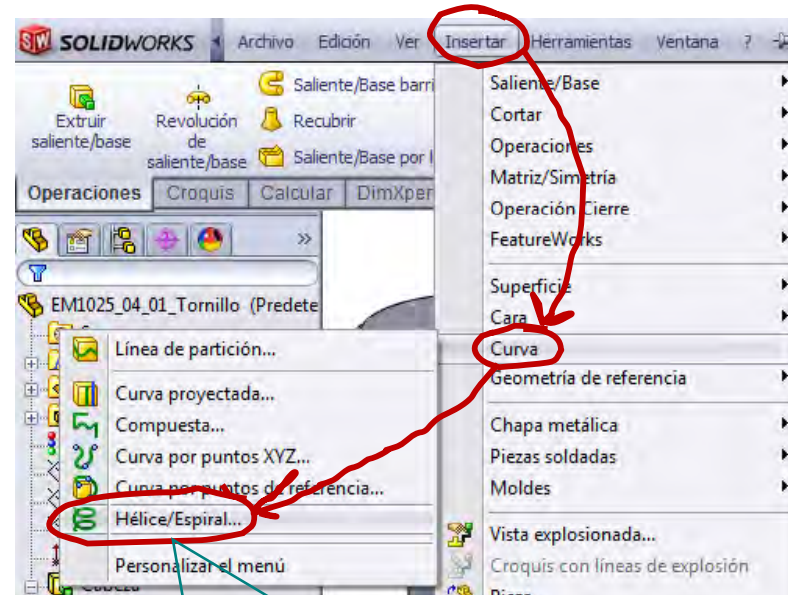 SOLIDWORKS Archivo Edición Ver Insertar Herramientas Ventana ?
Extruir saliente/base
Revolución de saliente/base
Saliente/Base barri
Recubrir
Saliente/Base por l
Operaciones Croquis Calcular DimXper
»
EM1025_04_01_Tornillo (Predete
Línea de partición...
Curva proyectada...
Compuesta...
Curva por puntos XYZ...
Curva por puntos de referencia...
Hélice/Espiral...
Personalizar el menú
Cabeza
Saliente/Base
Cortar
Operaciones
Matriz/Simetría
Operación Cierre
FeatureWorks
Superficie
Cara
Curva
Geometría de referencia
Chapa metálica
Piezas soldadas
Moldes
Vista explosionada...
Croquis con líneas de explosión